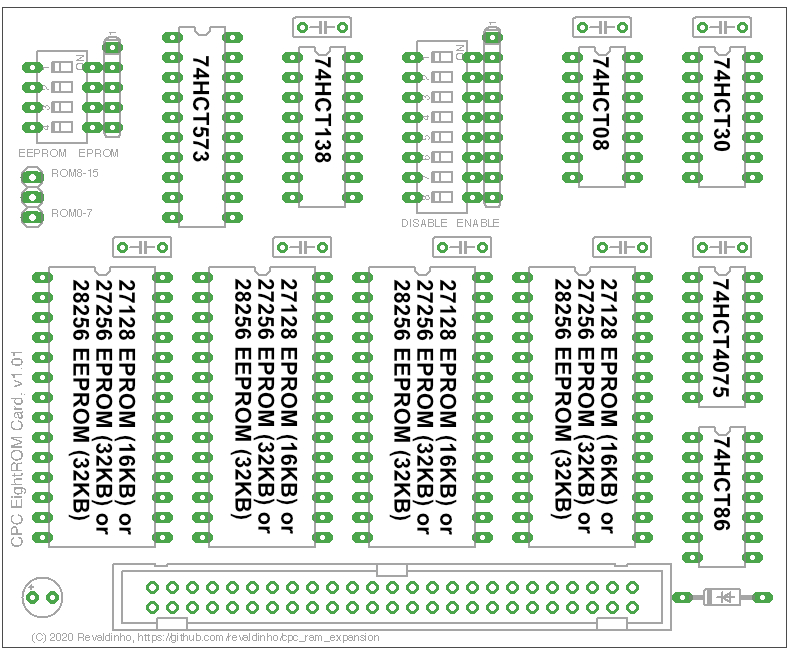 1
ON
1
2
3
4
EEPROM EPROM
ROM8-15
ROM0-7
74HCT573
74HCT138
1
ON
1
2
3
4
5
6
7
8
DISABLE ENABLE
74HCT08
74HCT30
27128 EPROM (16KB) or
27256 EPROM (32KB) or
28256 EEPROM (32KB)
27128 EPROM (16KB) or
27256 EPROM (32KB) or
28256 EEPROM (32KB)
27128 EPROM (16KB) or
27256 EPROM (32KB) or
28256 EEPROM (32KB)
27128 EPROM (16KB) or
27256 EPROM (32KB) or
28256 EEPROM (32KB)
74HCT4075
74HCT86
CPC EightROM Card, v1.01
+
(C) 2020 Revaldinho, https://github.com/revaldinho/cpc_ram_expansion